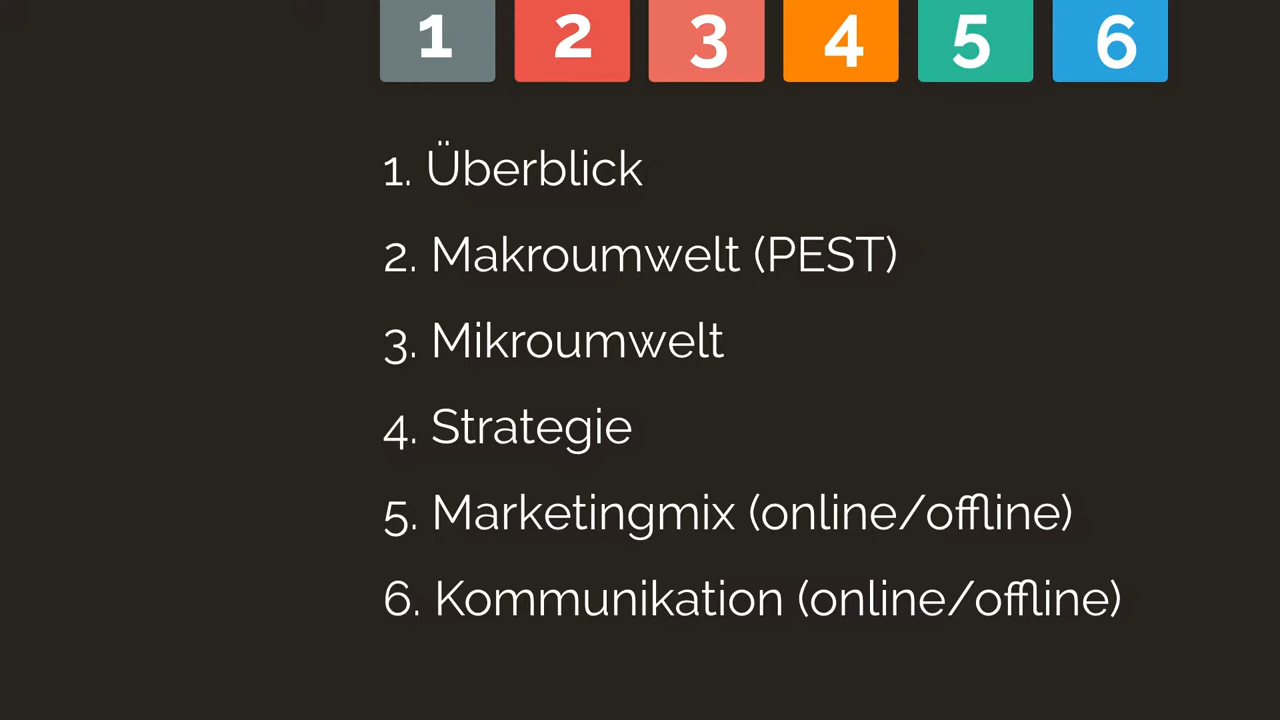 1 2 3 4 5 6
1. Überblick
2. Makroumwelt (PEST)
3. Mikroumwelt
4. Strategie
5. Marketingmix (online/offline)
6. Kommunikation (online/offline)